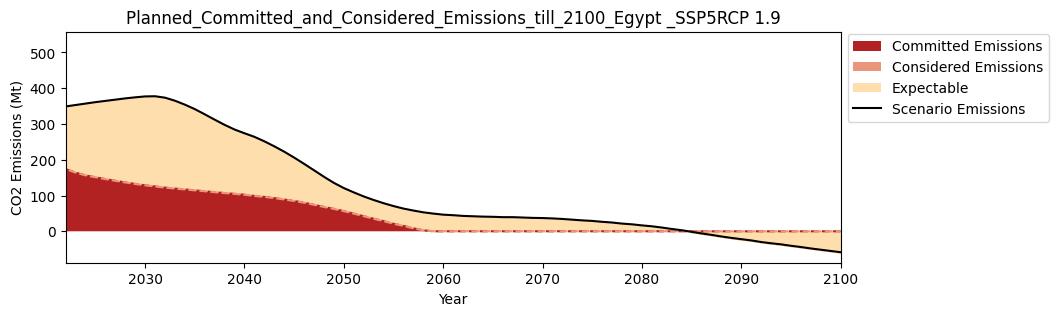 Planned_Committed_and_Considered_Emissions_till_2100_Egypt _SSP5RCP 1.9
CO2 Emissions (Mt)
500
400
300
200
100
0
2030 2040 2050 2060 2070 2080 2090 2100
Year
Committed Emissions
Considered Emissions
Expectable
Scenario Emissions